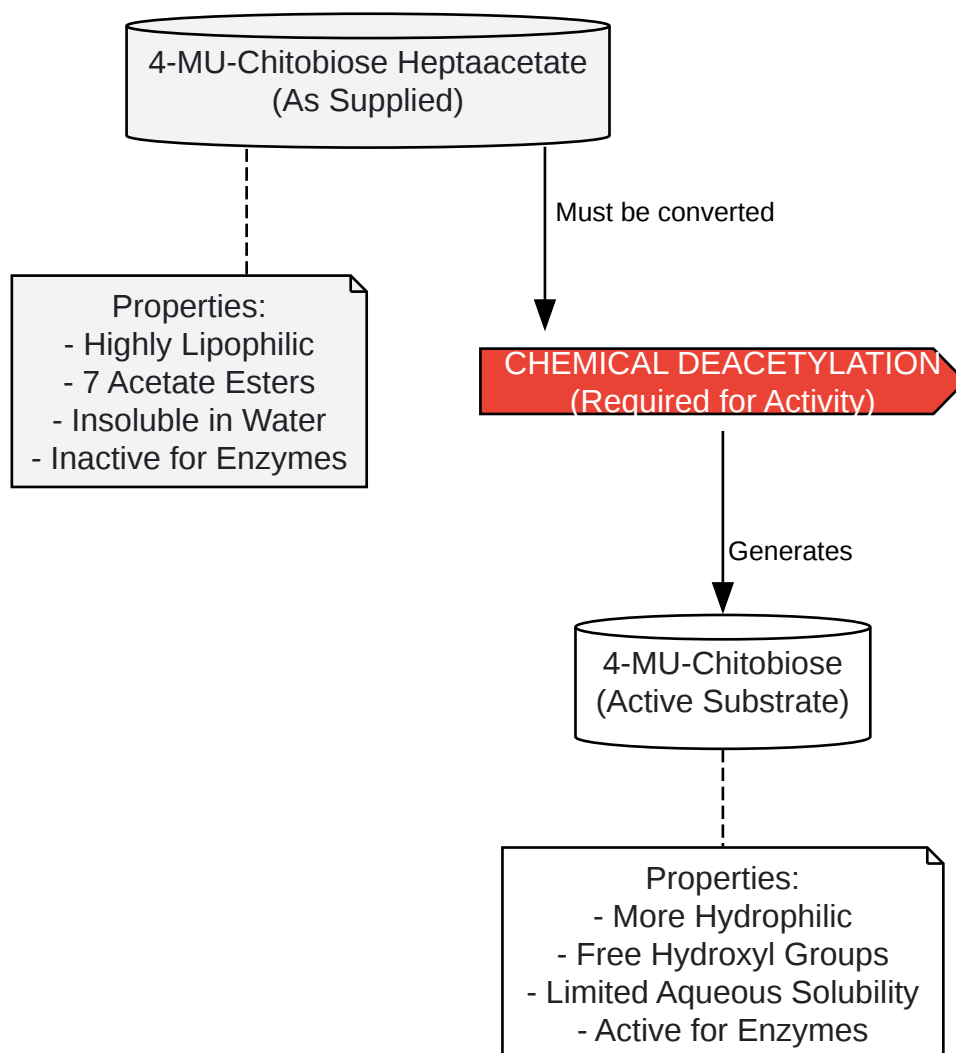 4-MU-Chitobiose Heptaacetate
(As Supplied)
Must be converted
Properties:
- Highly Lipophilic
- 7 Acetate Esters
- Insoluble in Water
- Inactive for Enzymes
CHEMICAL DEACETYLATION
(Required for Activity)
Generates
4-MU-Chitobiose
(Active Substrate)
Properties:
- More Hydrophilic
- Free Hydroxyl Groups
- Limited Aqueous Solubility
- Active for Enzymes